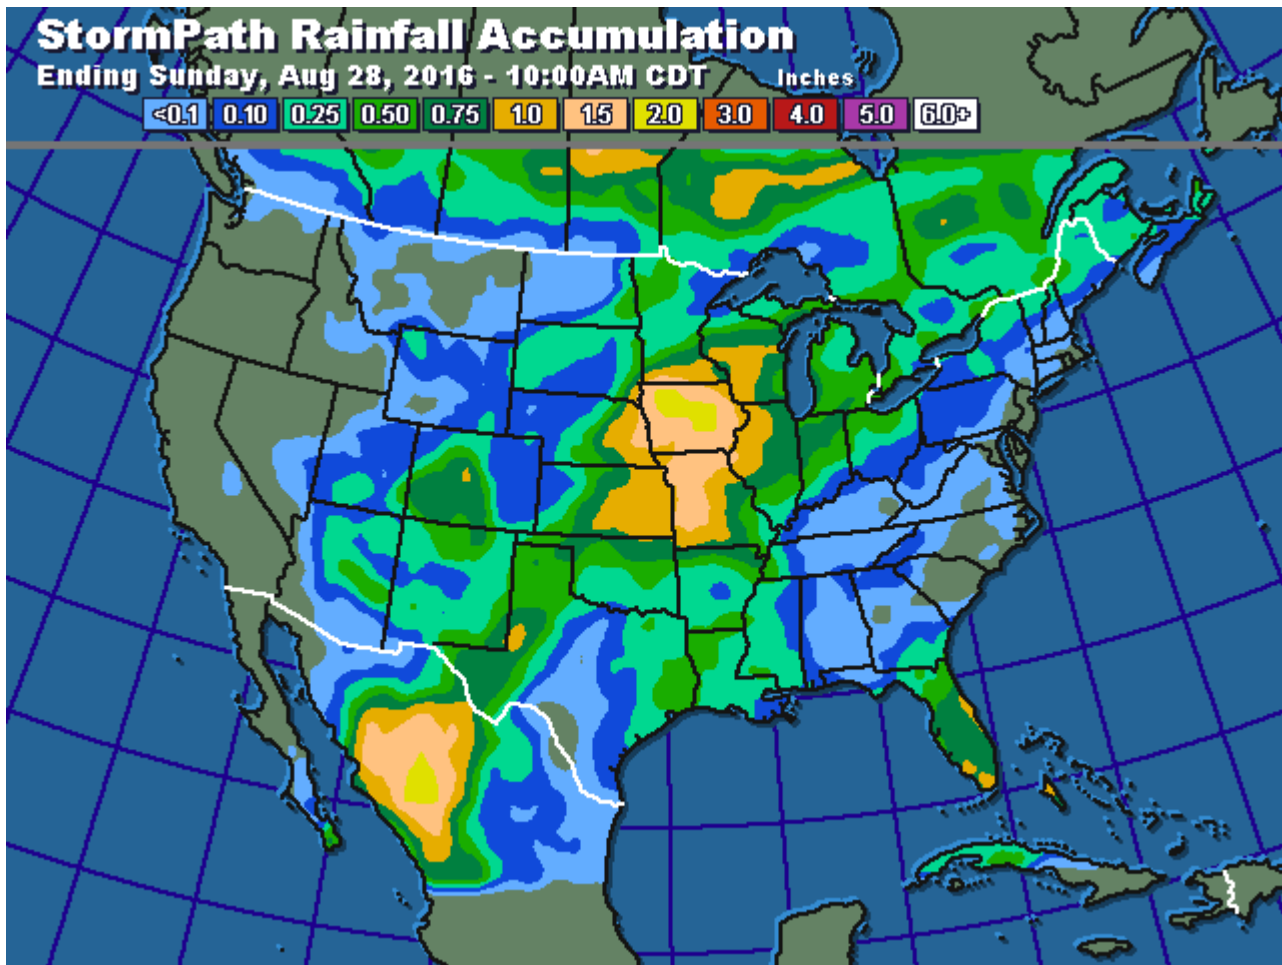 StormPath Rainfall Accumulation
Ending Sunday, Aug 28, 2016 - 10:00AM CDT Inches
<0.1 0.10 0.25 0.50 0.75 1.0 1.5 2.0 3.0 4.0 5.0 6.0+